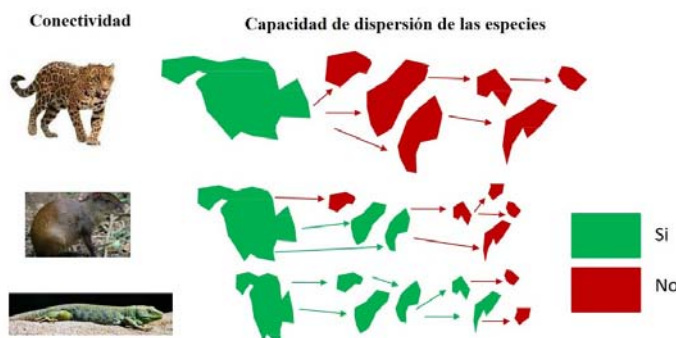 Conectividad
Capacidad de dispersión de las especies
Si
No